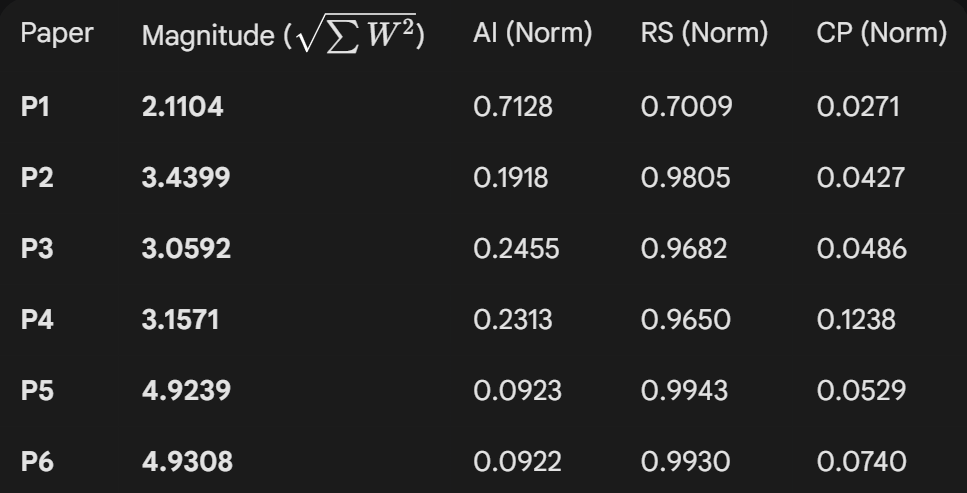 Paper Magnitude (√∑ W²) AI (Norm) RS (Norm) CP (Norm)
P1 2.1104 0.7128 0.7009 0.0271
P2 3.4399 0.1918 0.9805 0.0427
P3 3.0592 0.2455 0.9682 0.0486
P4 3.1571 0.2313 0.9650 0.1238
P5 4.9239 0.0923 0.9943 0.0529
P6 4.9308 0.0922 0.9930 0.0740